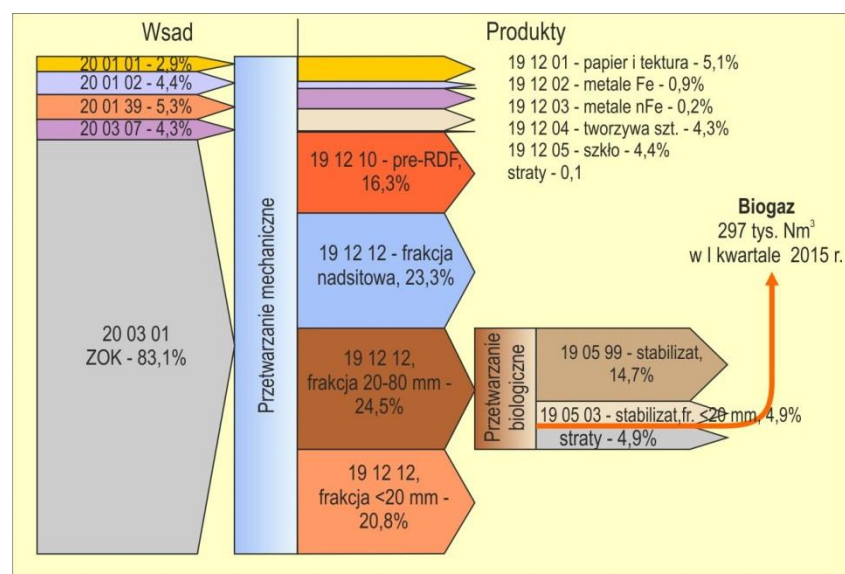 Wsad
Produkty
20 01 01 - 2,9%
20 01 02 - 4,4%
20 01 39 - 5,3%
20 03 07 - 4,3%
20 03 01
ZOK - 83,1%
Przetwarzanie mechaniczne
19 12 01 - papier i tektura - 5,1%
19 12 02 - metale Fe - 0,9%
19 12 03 - metale nFe - 0,2%
19 12 04 - tworzywa szt. - 4,3%
19 12 05 - szkło - 4,4%
straty - 0,1
19 12 10 - pre-RDF,
16,3%
19 12 12 - frakcja
nadsitowa, 23,3%
19 12 12,
frakcja 20-80 mm -
24,5%
19 12 12,
frakcja <20 mm -
20,8%
Przetwarzanie
biologiczne
19 05 99 - stabilizat,
14,7%
19 05 03 - stabilizat,fr. <20 mm, 4,9%
straty - 4,9%
Biogaz
297 tys. Nm³
w I kwartale 2015 r.